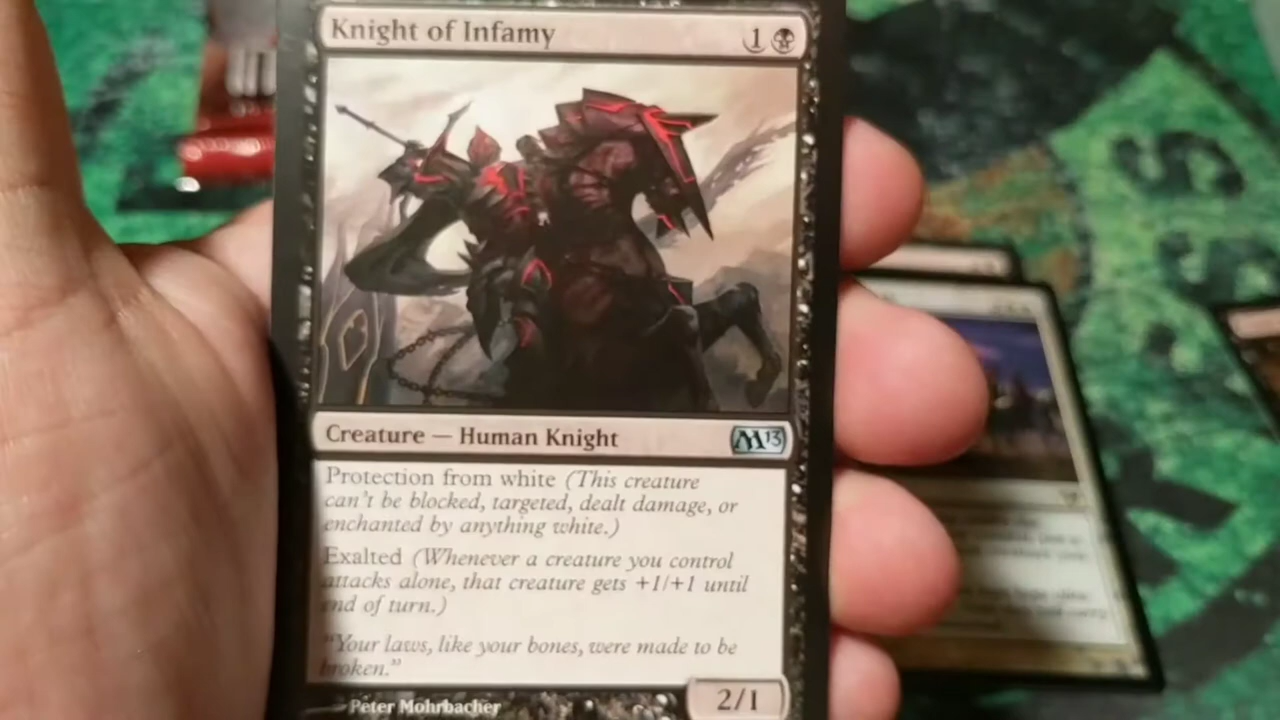 Knight of Infamy 1
Creature — Human Knight M13
Protection from white (This creature
can't be blocked, targeted, dealt damage, or
enchanted by anything white.)
Exalted (Whenever a creature you control
attacks alone, that creature gets +1/+1 until
end of turn.)
"Your laws, like your bones, were made to be
broken."
2/1
Peter Mohrbacher